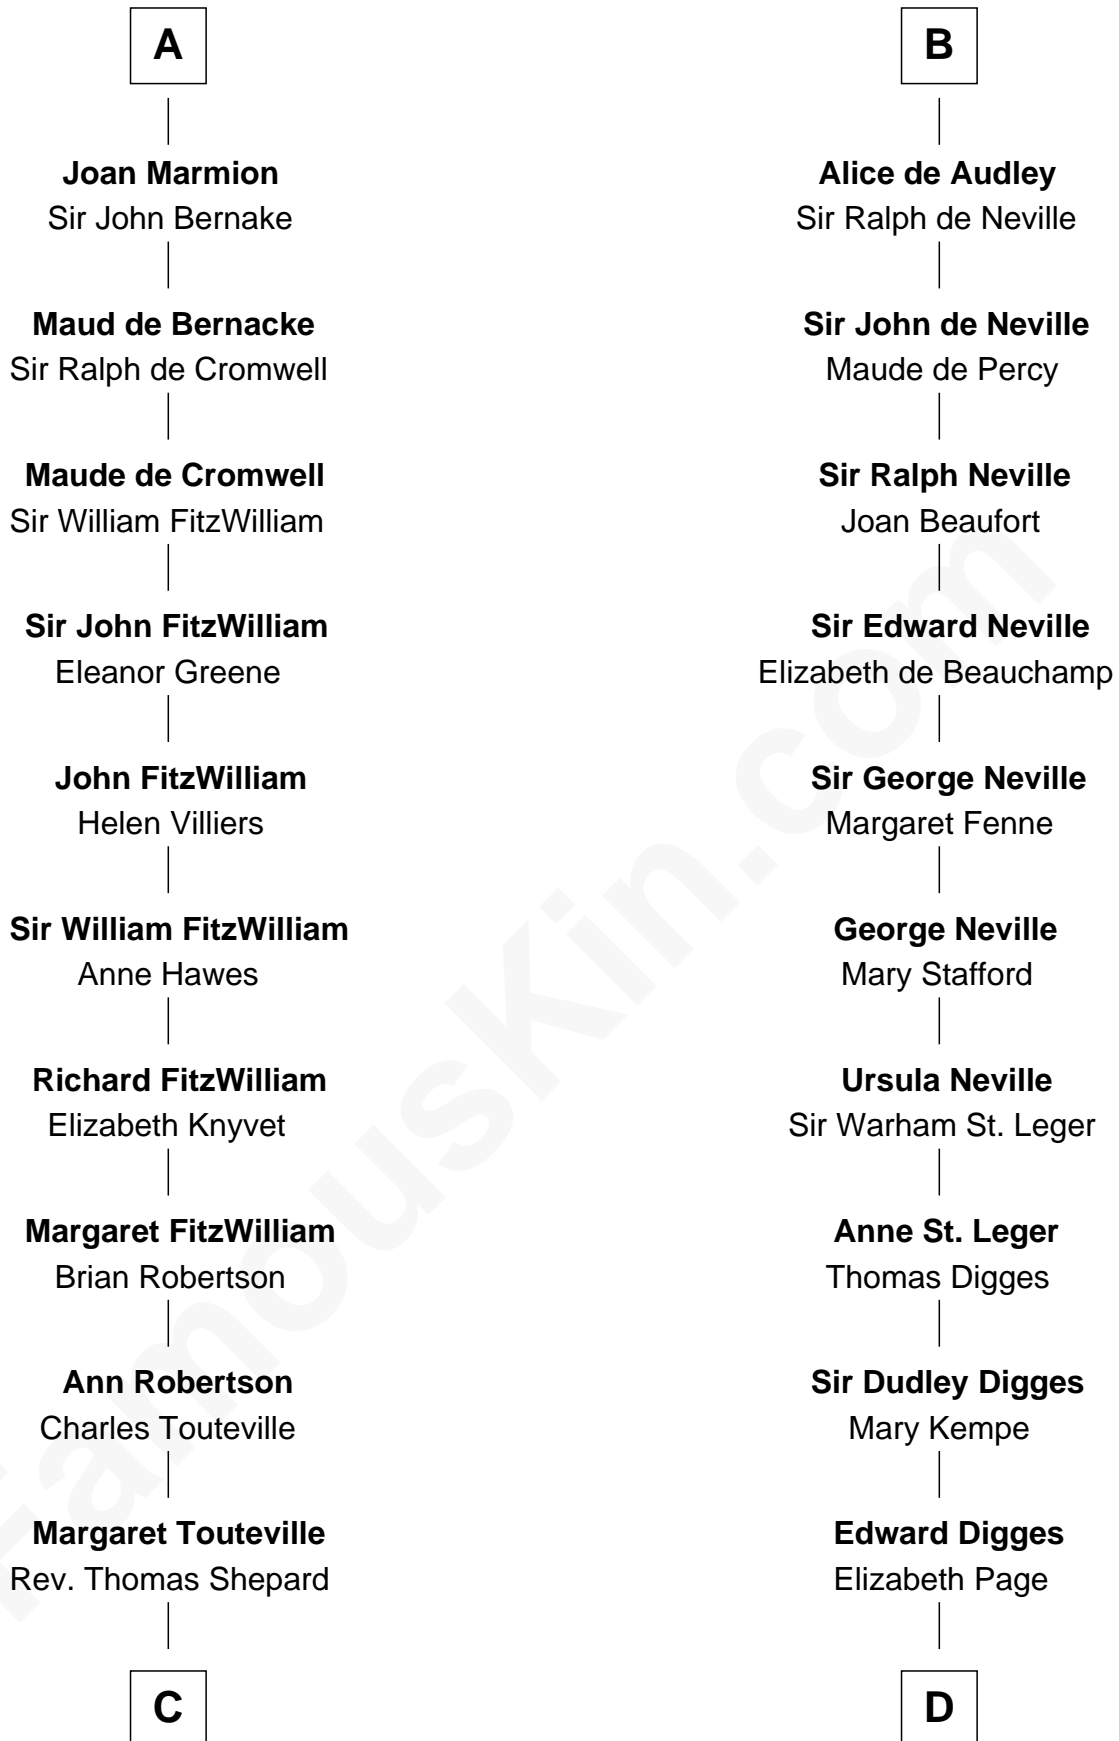 A
Joan Marmion
Sir John Bernake
Maud de Bernacke
Sir Ralph de Cromwell
Maude de Cromwell
Sir William FitzWilliam
Sir John FitzWilliam
Eleanor Greene
John FitzWilliam
Helen Villiers
Sir William FitzWilliam
Anne Hawes
Richard FitzWilliam
Elizabeth Knyvet
Margaret FitzWilliam
Brian Robertson
Ann Robertson
Charles Touteville
Margaret Touteville
Rev. Thomas Shepard
C
B
Alice de Audley
Sir Ralph de Neville
Sir John de Neville
Maude de Percy
Sir Ralph Neville
Joan Beaufort
Sir Edward Neville
Elizabeth de Beauchamp
Sir George Neville
Margaret Fenne
George Neville
Mary Stafford
Ursula Neville
Sir Warham St. Leger
Anne St. Leger
Thomas Digges
Sir Dudley Digges
Mary Kempe
Edward Digges
Elizabeth Page
D
FamousKin.com